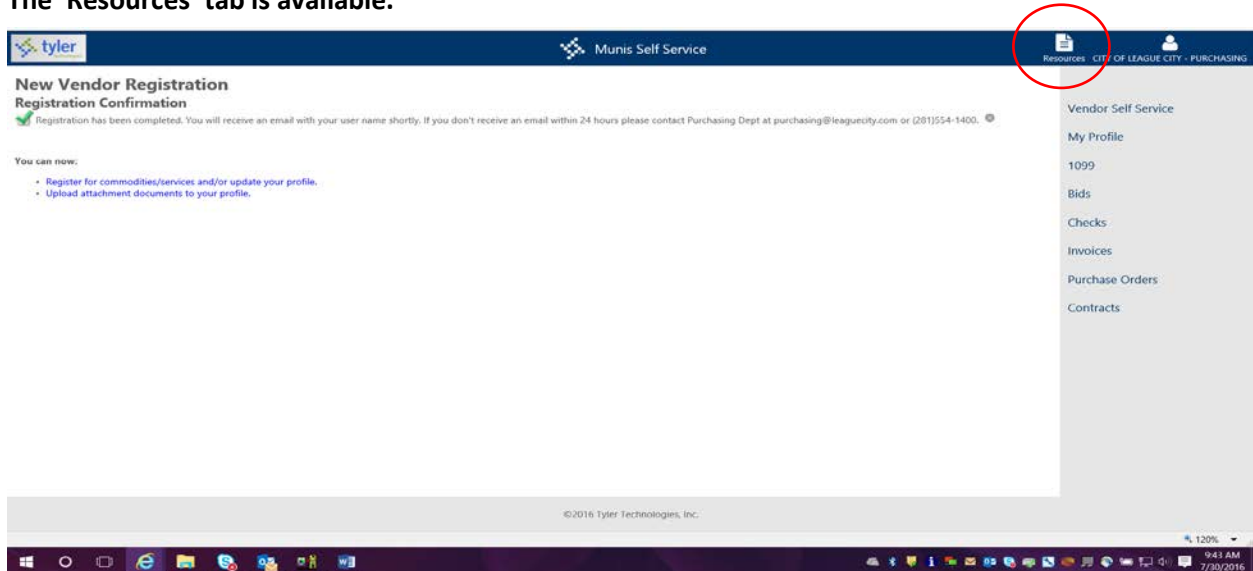 The 'Resources' tab is available.
tyler
Munis Self Service
Resources CITY OF LEAGUE CITY - PURCHASING
New Vendor Registration
Registration Confirmation
Registration has been completed. You will receive an email with your user name shortly. If you don't receive an email within 24 hours please contact Purchasing Dept at purchasing@leaguecity.com or (281)554-1400.
You can now:
• Register for commodities/services and/or update your profile.
• Upload attachment documents to your profile.
Vendor Self Service
My Profile
1099
Bids
Checks
Invoices
Purchase Orders
Contracts
©2016 Tyler Technologies, Inc.
120%
9:43 AM
7/30/2016